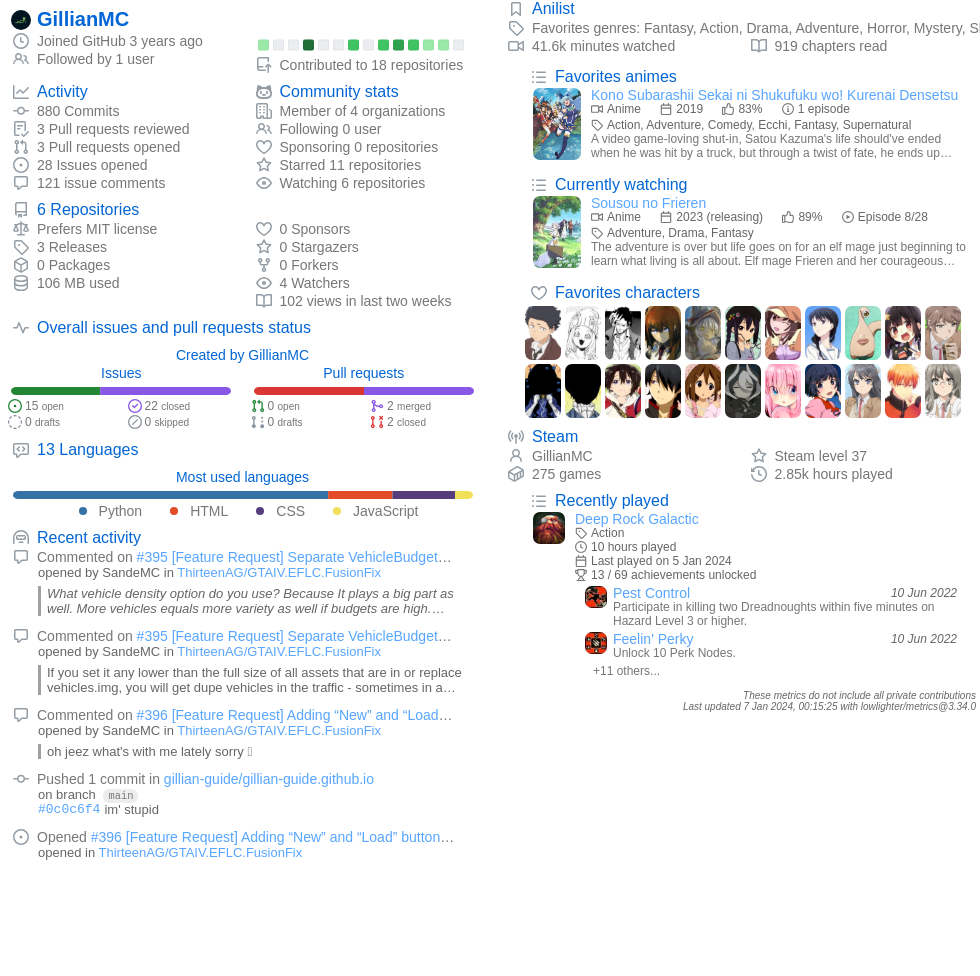 GillianMC
Joined GitHub 3 years ago
Followed by 1 user
Contributed to 18 repositories
Activity
880 Commits
3 Pull requests reviewed
3 Pull requests opened
28 Issues opened
121 issue comments
Community stats
Member of 4 organizations
Following 0 user
Sponsoring 0 repositories
Starred 11 repositories
Watching 6 repositories
6 Repositories
Prefers MIT license
3 Releases
0 Packages
106 MB used
0 Sponsors
0 Stargazers
0 Forkers
4 Watchers
102 views in last two weeks
Overall issues and pull requests status
Created by GillianMC
Issues
15 open
22 closed
0 drafts
0 skipped
Pull requests
0 open
2 merged
0 drafts
2 closed
13 Languages
Most used languages
Python HTML CSS JavaScript
Recent activity
Commented on #395 [Feature Request] Separate VehicleBudget…
opened by SandeMC in ThirteenAG/GTAIV.EFLC.FusionFix
What vehicle density option do you use? Because It plays a big part as
well. More vehicles equals more variety as well if budgets are high.…
Commented on #395 [Feature Request] Separate VehicleBudget…
opened by SandeMC in ThirteenAG/GTAIV.EFLC.FusionFix
If you set it any lower than the full size of all assets that are in or replace
vehicles.img, you will get dupe vehicles in the traffic - sometimes in a…
Commented on #396 [Feature Request] Adding “New” and “Load…
opened by SandeMC in ThirteenAG/GTAIV.EFLC.FusionFix
oh jeez what's with me lately sorry
Pushed 1 commit in gillian-guide/gillian-guide.github.io
on branch main
#0c0c6f4 im' stupid
Opened #396 [Feature Request] Adding “New” and “Load” button…
opened in ThirteenAG/GTAIV.EFLC.FusionFix
Anilist
Favorites genres: Fantasy, Action, Drama, Adventure, Horror, Mystery, Sl
41.6k minutes watched
919 chapters read
Favorites animes
Kono Subarashii Sekai ni Shukufuku wo! Kurenai Densetsu
Anime 2019 83% 1 episode
Action, Adventure, Comedy, Ecchi, Fantasy, Supernatural
A video game-loving shut-in, Satou Kazuma's life should've ended
when he was hit by a truck, but through a twist of fate, he ends up…
Currently watching
Sousou no Frieren
Anime 2023 (releasing) 89% Episode 8/28
Adventure, Drama, Fantasy
The adventure is over but life goes on for an elf mage just beginning to
learn what living is all about. Elf mage Frieren and her courageous…
Favorites characters
Steam
GillianMC
Steam level 37
275 games
2.85k hours played
Recently played
Deep Rock Galactic
Action
10 hours played
Last played on 5 Jan 2024
13 / 69 achievements unlocked
Pest Control 10 Jun 2022
Participate in killing two Dreadnoughts within five minutes on
Hazard Level 3 or higher.
Feelin' Perky 10 Jun 2022
Unlock 10 Perk Nodes.
+11 others...
These metrics do not include all private contributions
Last updated 7 Jan 2024, 00:15:25 with lowlighter/metrics@3.34.0